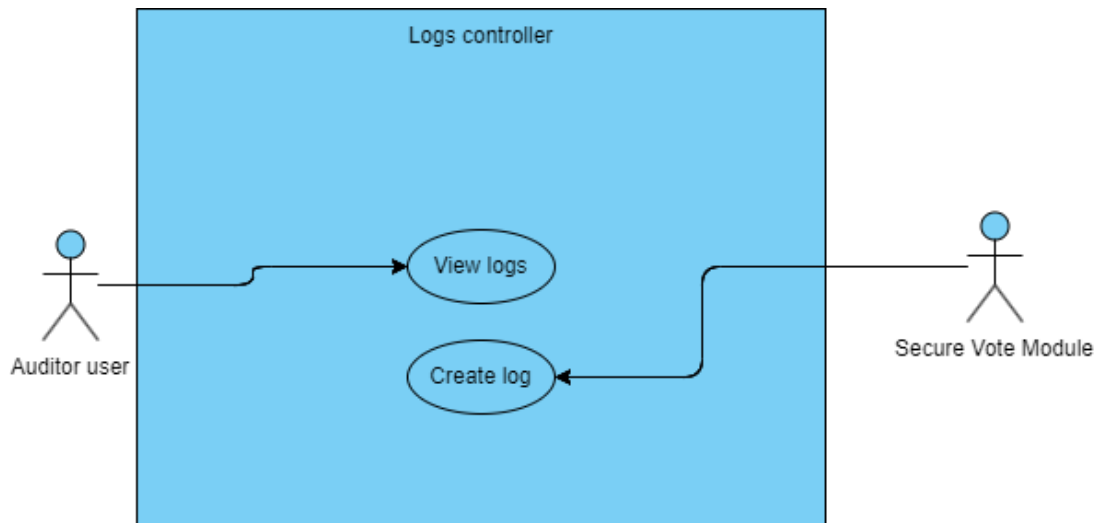 Logs controller
View logs
Create log
Auditor user
Secure Vote Module